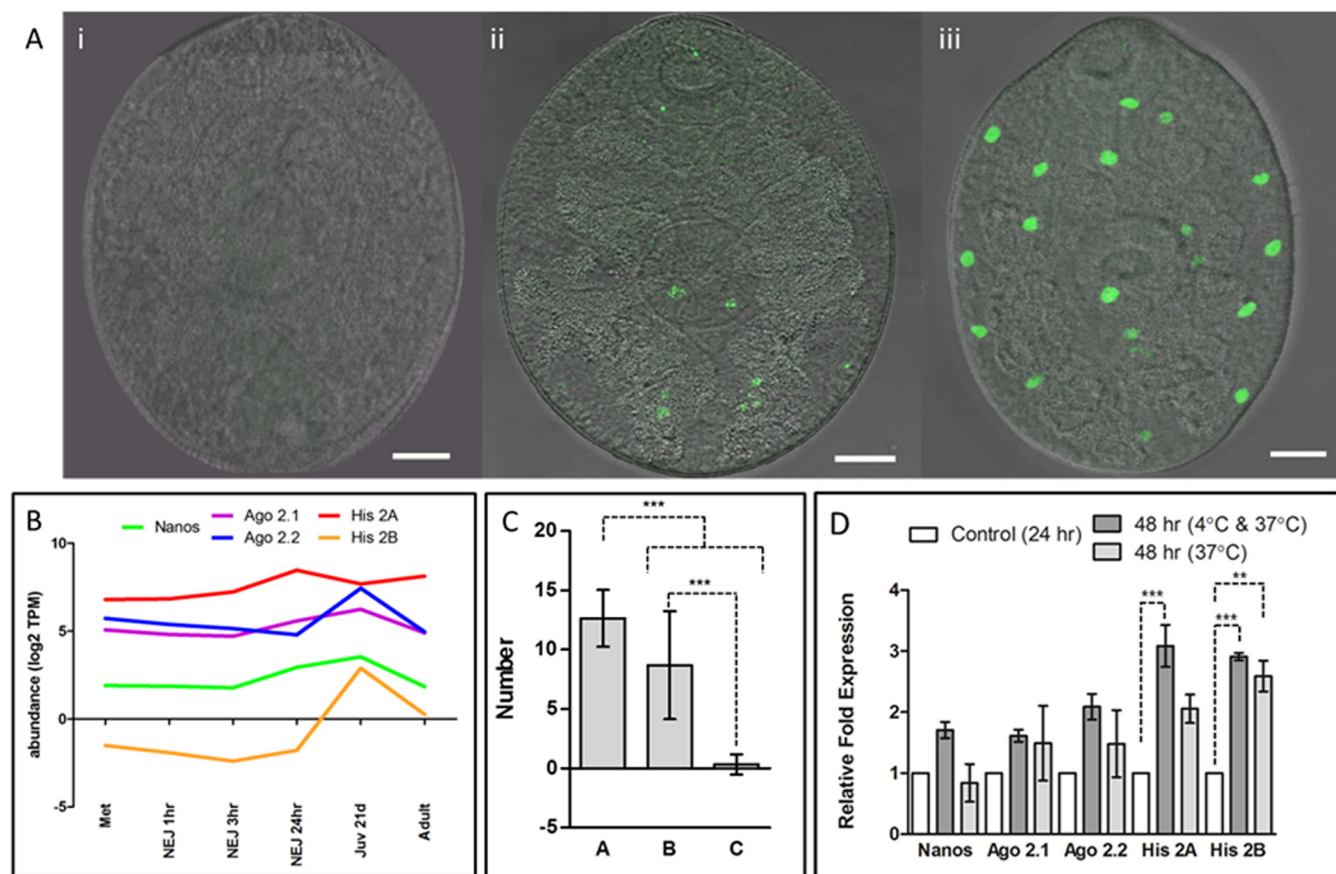 A
i
ii
iii
B
Nanos
Ago 2.1
His 2A
Ago 2.2
His 2B
abundance (log2 TPM)
10
5
0
-5
Met
NEJ 1hr
NEJ 3hr
NEJ 24hr
Juv 21d
Adult
C
Number
20
15
10
5
0
-5
***
***
A
B
C
D
Control (24 hr)
48 hr (4°C & 37°C)
48 hr (37°C)
Relative Fold Expression
4
3
2
1
0
***
**
***
Nanos
Ago 2.1
Ago 2.2
His 2A
His 2B